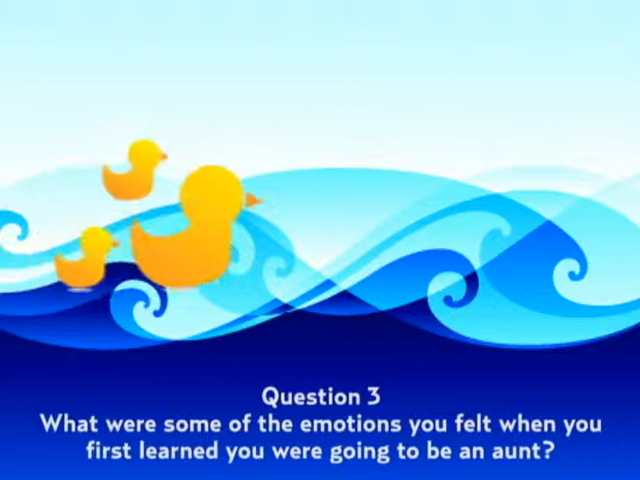 Question 3
What were some of the emotions you felt when you
first learned you were going to be an aunt?